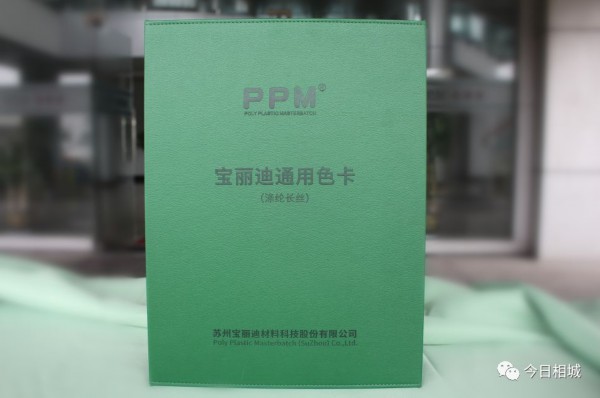 PPM®
POLY PLASTIC MASTERBATCH
宝丽迪通用色卡
（涤纶长丝）
苏州宝丽迪材料科技股份有限公司
Poly Plastic Masterbatch (SuZhou) Co.,Ltd.
今日相城